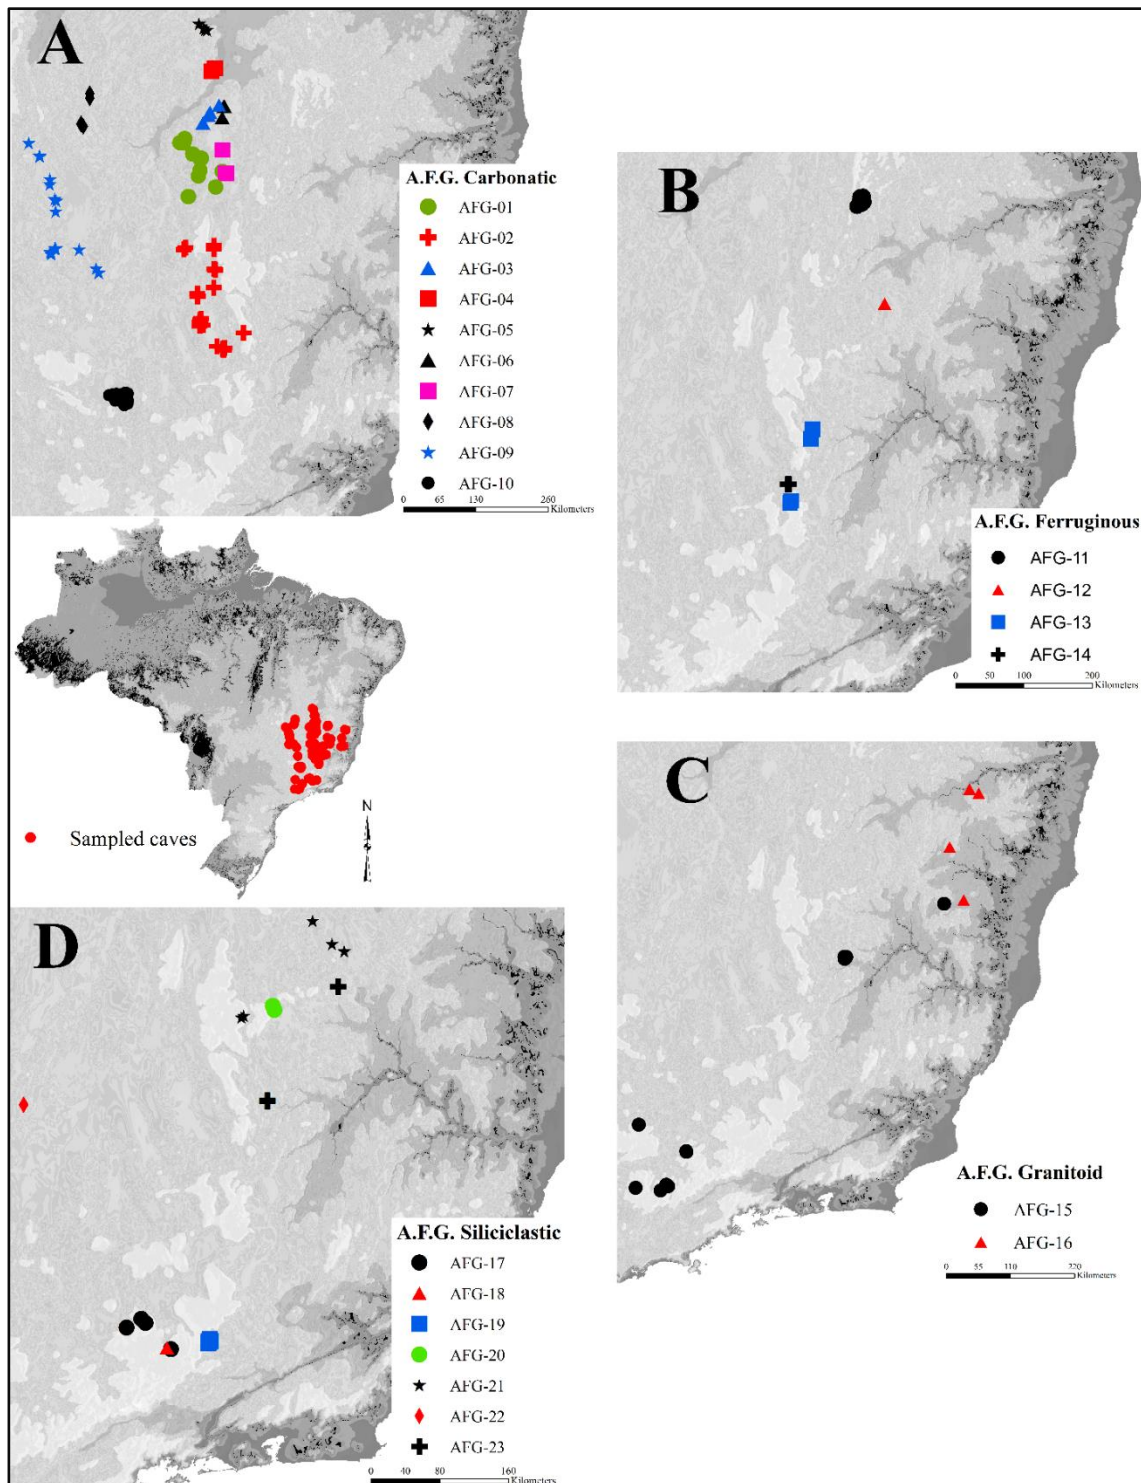 A
A.F.G. Carbonatic
AFG-01
AFG-02
AFG-03
AFG-04
AFG-05
AFG-06
AFG-07
AFG-08
AFG-09
AFG-10
0 65 130 260
Kilometers
B
A.F.G. Ferruginous
AFG-11
AFG-12
AFG-13
AFG-14
0 50 100 200
Kilometers
N
Sampled caves
C
A.F.G. Granitoid
AFG-15
AFG-16
0 55 110 220
Kilometers
D
A.F.G. Siliciclastic
AFG-17
AFG-18
AFG-19
AFG-20
AFG-21
AFG-22
AFG-23
0 40 80 160
Kilometers